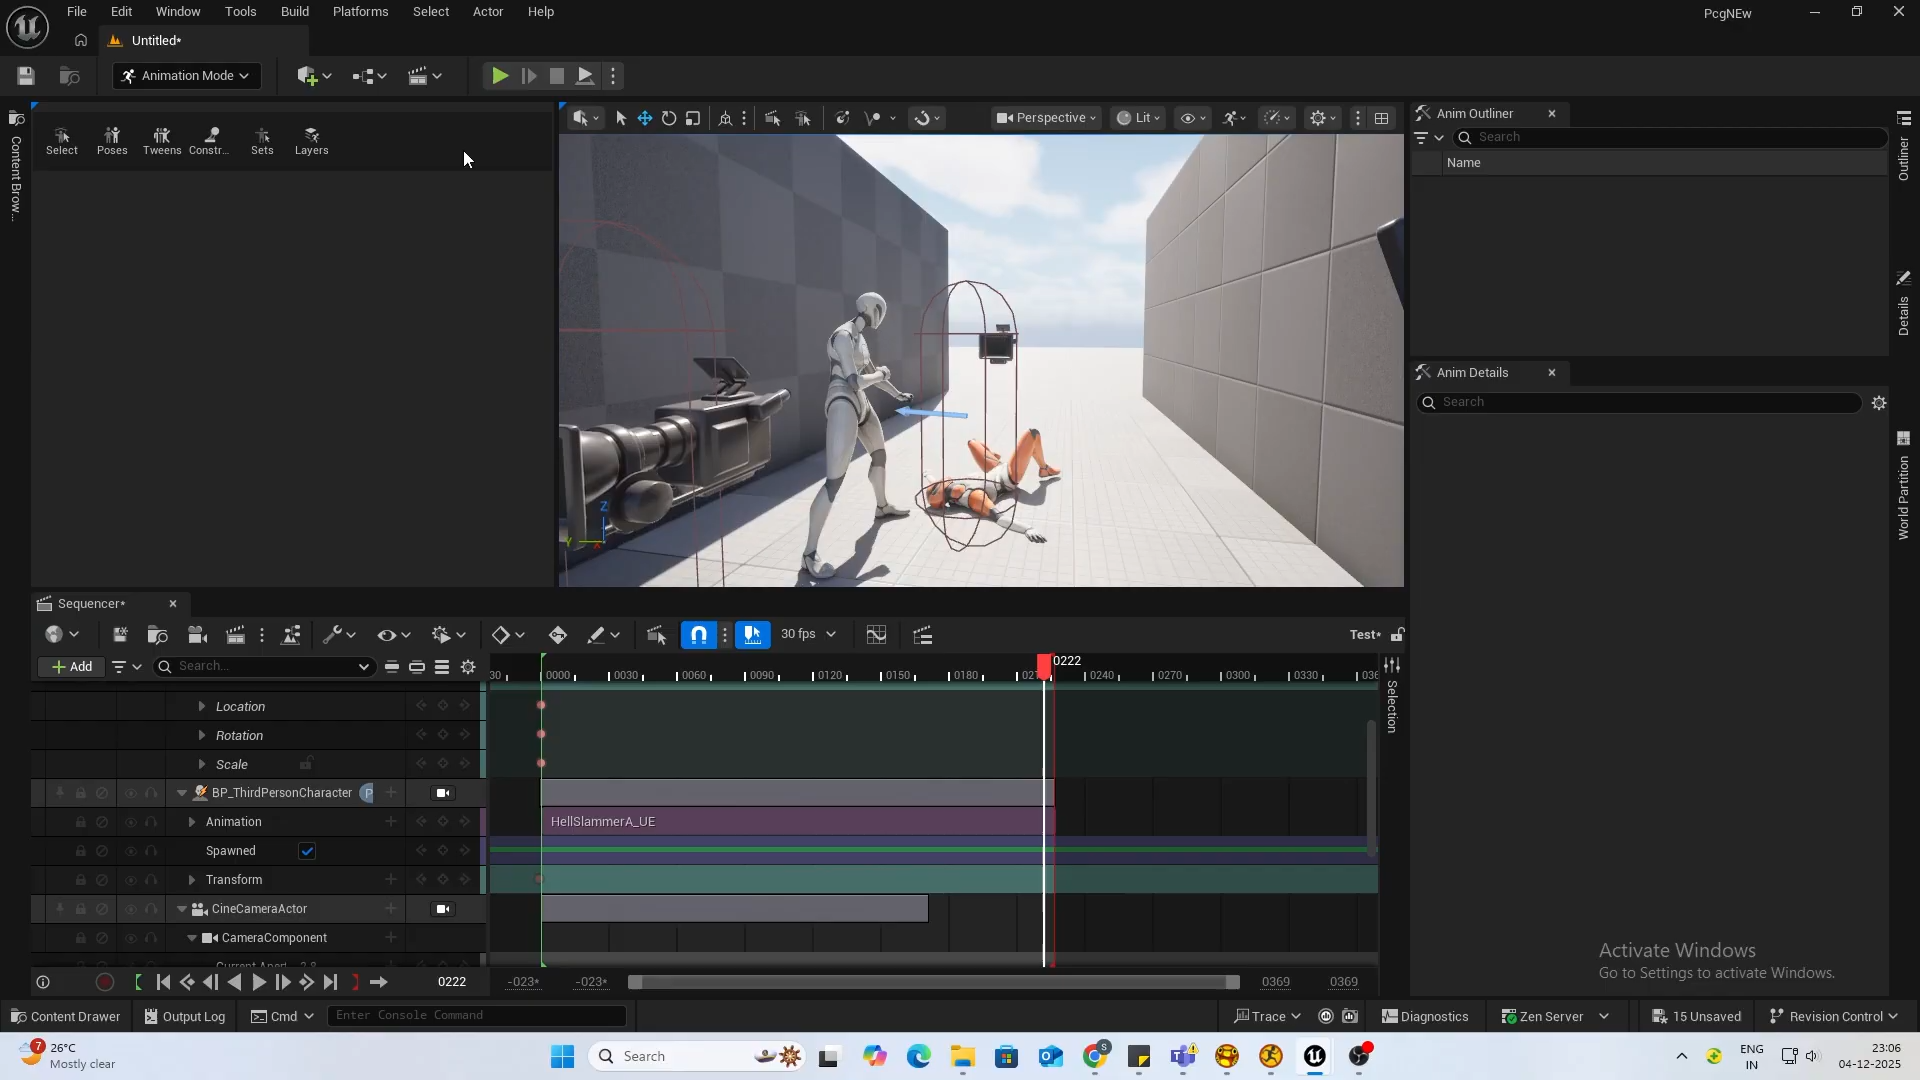 File Edit Window Tools Build Platforms Select Actor Help
PcgNEw
Untitled*
Animation Mode
Select Poses Tweens Constr... Sets Layers
Perspective Lit
Anim Outliner
Search
Name
Content Brow...
Outliner
Details
World Partition
Anim Details
Search
Z
Y
X
Sequencer*
30 fps
Test*
Add
Search...
0222
0000 0030 0060 0090 0120 0150 0180 0240 0270 0300 0330
Selection
Location
Rotation
Scale
BP_ThirdPersonCharacter P
Animation
HellSlammerA_UE
Spawned
Transform
CineCameraActor
CameraComponent
0222
-023*
-023*
0369
0369
Activate Windows
Go to Settings to activate Windows.
Content Drawer Output Log Cmd Enter Console Command
Trace Diagnostics Zen Server 15 Unsaved Revision Control
7
26°C
Mostly clear
Search
S
ENG
IN
23:06
04-12-2025